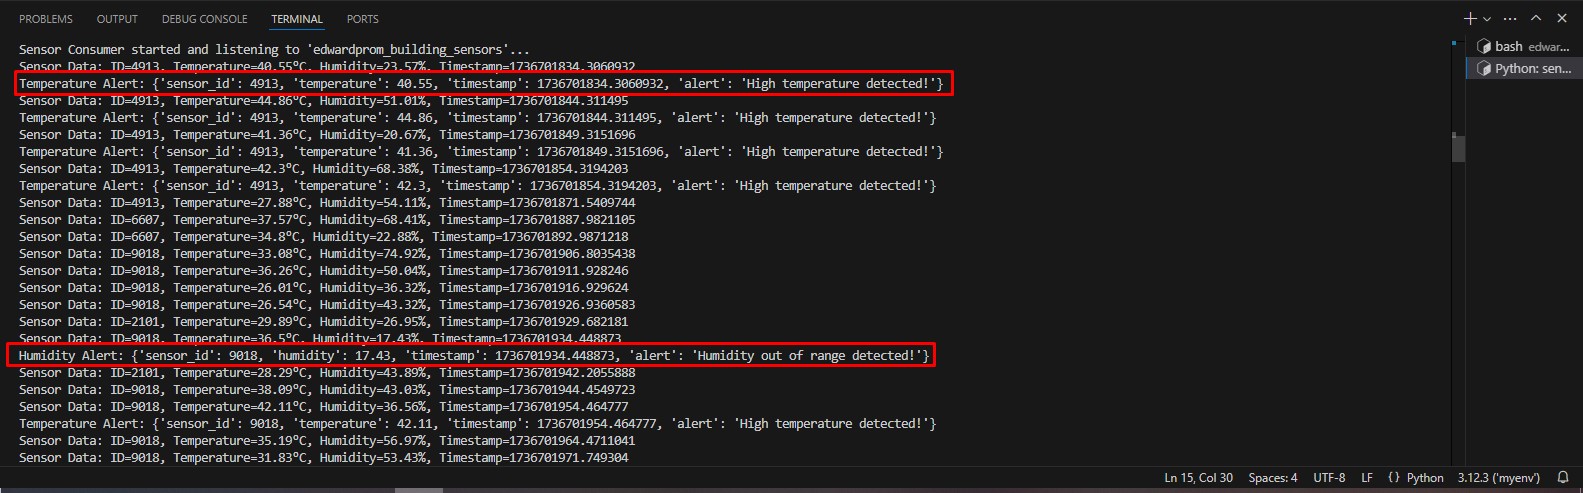 PROBLEMS OUTPUT DEBUG CONSOLE TERMINAL PORTS
Sensor Consumer started and listening to 'edwardprom_building_sensors'...
Sensor Data: ID=4913, Temperature=40.55°C, Humidity=23.57%, Timestamp=1736701834.3060932
Temperature Alert: {'sensor_id': 4913, 'temperature': 40.55, 'timestamp': 1736701834.3060932, 'alert': 'High temperature detected!'}
Sensor Data: ID=4913, Temperature=44.86°C, Humidity=51.01%, Timestamp=1736701844.311495
Temperature Alert: {'sensor_id': 4913, 'temperature': 44.86, 'timestamp': 1736701844.311495, 'alert': 'High temperature detected!'}
Sensor Data: ID=4913, Temperature=41.36°C, Humidity=20.67%, Timestamp=1736701849.3151696
Temperature Alert: {'sensor_id': 4913, 'temperature': 41.36, 'timestamp': 1736701849.3151696, 'alert': 'High temperature detected!'}
Sensor Data: ID=4913, Temperature=42.3°C, Humidity=68.38%, Timestamp=1736701854.3194203
Temperature Alert: {'sensor_id': 4913, 'temperature': 42.3, 'timestamp': 1736701854.3194203, 'alert': 'High temperature detected!'}
Sensor Data: ID=4913, Temperature=27.88°C, Humidity=54.11%, Timestamp=1736701871.5409744
Sensor Data: ID=6607, Temperature=37.57°C, Humidity=68.41%, Timestamp=1736701887.9821105
Sensor Data: ID=6607, Temperature=34.8°C, Humidity=22.88%, Timestamp=1736701892.9871218
Sensor Data: ID=9018, Temperature=33.08°C, Humidity=74.92%, Timestamp=1736701906.8035438
Sensor Data: ID=9018, Temperature=36.26°C, Humidity=50.04%, Timestamp=1736701911.928246
Sensor Data: ID=9018, Temperature=26.01°C, Humidity=36.32%, Timestamp=1736701916.929624
Sensor Data: ID=9018, Temperature=26.54°C, Humidity=43.32%, Timestamp=1736701926.9360583
Sensor Data: ID=2101, Temperature=29.89°C, Humidity=26.95%, Timestamp=1736701929.682181
Sensor Data: ID=9018, Temperature=36.5°C, Humidity=17.43%, Timestamp=1736701934.448873
Humidity Alert: {'sensor_id': 9018, 'humidity': 17.43, 'timestamp': 1736701934.448873, 'alert': 'Humidity out of range detected!'}
Sensor Data: ID=2101, Temperature=28.29°C, Humidity=43.89%, Timestamp=1736701942.2055888
Sensor Data: ID=9018, Temperature=38.09°C, Humidity=43.03%, Timestamp=1736701944.4549723
Sensor Data: ID=9018, Temperature=42.11°C, Humidity=36.56%, Timestamp=1736701954.464777
Temperature Alert: {'sensor_id': 9018, 'temperature': 42.11, 'timestamp': 1736701954.464777, 'alert': 'High temperature detected!'}
Sensor Data: ID=9018, Temperature=35.19°C, Humidity=56.97%, Timestamp=1736701964.4711041
Sensor Data: ID=9018, Temperature=31.83°C, Humidity=53.43%, Timestamp=1736701971.749304
bash edwar...
Python: sen...
Ln 15, Col 30 Spaces: 4 UTF-8 LF {} Python 3.12.3 ('myenv')